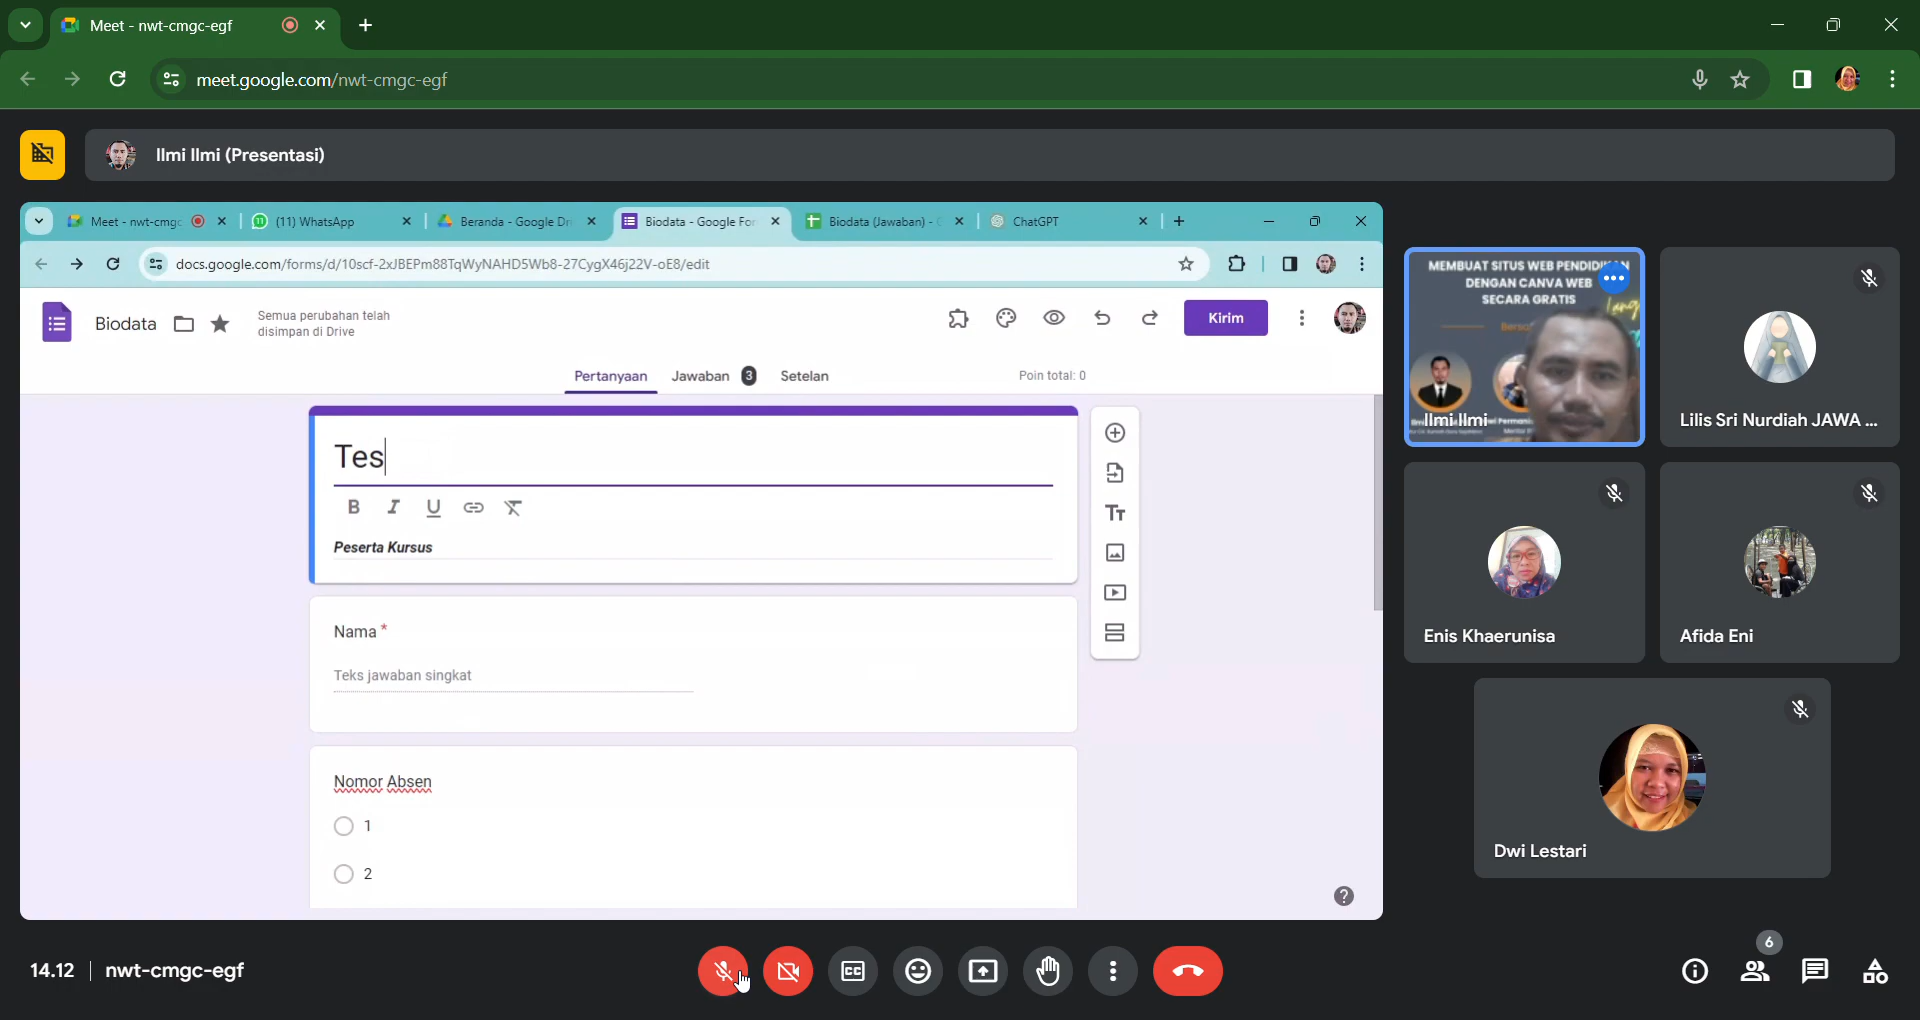 Meet - nwt-cmgc-egf
meet.google.com/nwt-cmgc-egf
Ilmi Ilmi (Presentasi)
Meet - nwt-cmgc
(11) WhatsApp
Beranda - Google Dri
Biodata - Google For
Biodata (Jawaban) -
ChatGPT
docs.google.com/forms/d/10scf-2xJBEPm88TqWyNAHD5Wb8-27CygX46j22V-oE8/edit
Biodata
Semua perubahan telah
disimpan di Drive
Kirim
Pertanyaan
Jawaban 3
Setelan
Poin total: 0
Tes
B I U
Peserta Kursus
Nama *
Teks jawaban singkat
Nomor Absen
1
2
MEMBUAT SITUS WEB PENDIDIKAN
DENGAN CANVA WEB
SECARA GRATIS
Ilmi Ilmi
Lilis Sri Nurdiah JAWA ...
Enis Khaerunisa
Afida Eni
Dwi Lestari
14.12
nwt-cmgc-egf
6